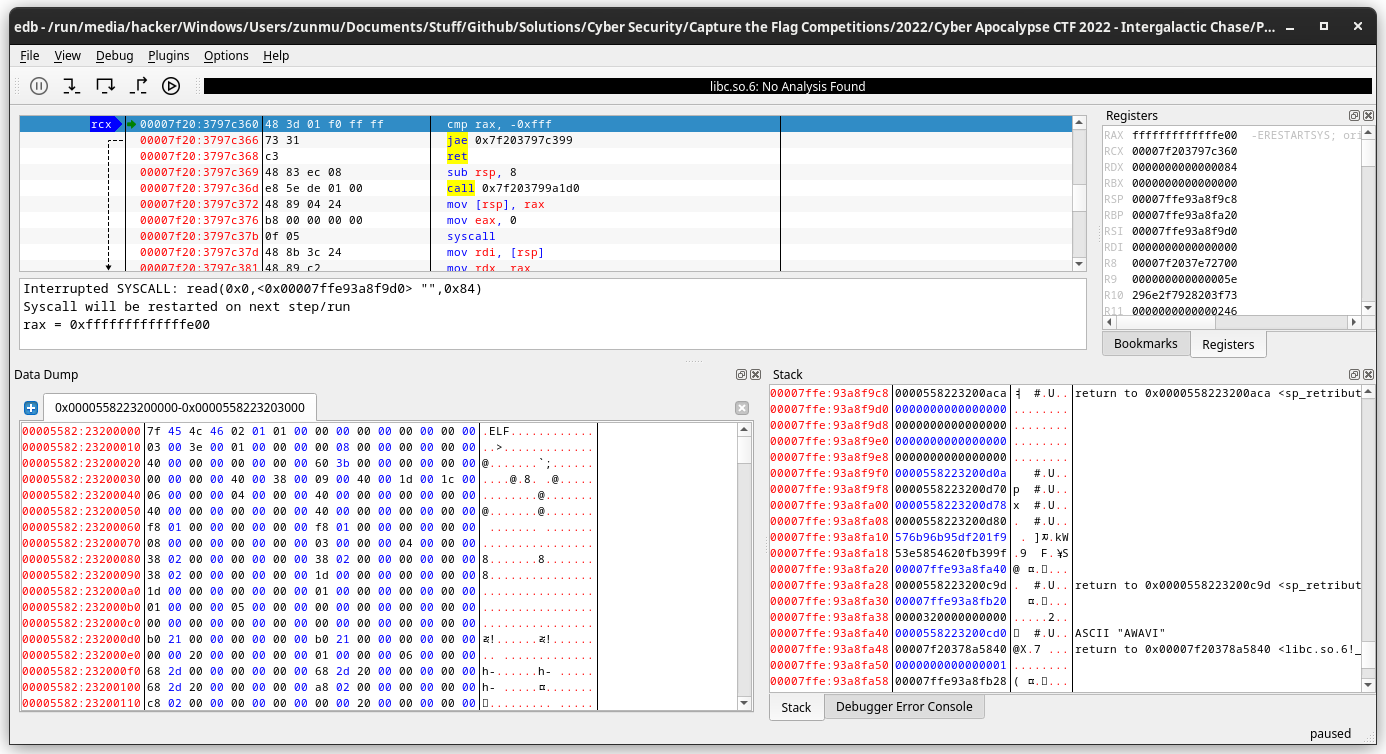 edb - /run/media/hacker/Windows/Users/zunmu/Documents/Stuff/Github/Solutions/Cyber Security/Capture the Flag Competitions/2022/Cyber Apocalypse CTF 2022 - Intergalactic Chase/P...
File View Debug Plugins Options Help
libc.so.6: No Analysis Found
rcx 00007f20:3797c360 48 3d 01 f0 ff ff cmp rax, -0xfff
00007f20:3797c366 73 31 jae 0x7f203797c399
00007f20:3797c368 c3 ret
00007f20:3797c369 48 83 ec 08 sub rsp, 8
00007f20:3797c36d e8 5e de 01 00 call 0x7f203799a1d0
00007f20:3797c372 48 89 04 24 mov [rsp], rax
00007f20:3797c376 b8 00 00 00 00 mov eax, 0
00007f20:3797c37b 0f 05 syscall
00007f20:3797c37d 48 8b 3c 24 mov rdi, [rsp]
00007f20:3797c381 48 89 c2 mov rdx, rax
Interrupted SYSCALL: read(0x0,<0x00007ffe93a8f9d0> "",0x84)
Syscall will be restarted on next step/run
rax = 0xfffffffffffffe00
Registers
RAX fffffffffffffe00 -ERESTARTSYS; ori
RCX 00007f203797c360
RDX 0000000000000084
RBX 0000000000000000
RSP 00007ffe93a8f9c8
RBP 00007ffe93a8fa20
RSI 00007ffe93a8f9d0
RDI 0000000000000000
R8 00007f2037e72700
R9 000000000000005e
R10 296e2f7928203f73
R11 0000000000000246
Bookmarks Registers
Data Dump
0x0000558223200000-0x0000558223203000
00005582:23200000 7f 45 4c 46 02 01 01 00 00 00 00 00 00 00 00 00 .ELF............
00005582:23200010 03 00 3e 00 01 00 00 00 00 08 00 00 00 00 00 00 ..>.............
00005582:23200020 40 00 00 00 00 00 00 00 60 3b 00 00 00 00 00 00 @.......`;......
00005582:23200030 00 00 00 00 40 00 38 00 09 00 40 00 1d 00 1c 00 ....@.8. .@.....
00005582:23200040 06 00 00 00 04 00 00 00 40 00 00 00 00 00 00 00 ........@.......
00005582:23200050 40 00 00 00 00 00 00 00 40 00 00 00 00 00 00 00 @.......@.......
00005582:23200060 f8 01 00 00 00 00 00 00 f8 01 00 00 00 00 00 00
00005582:23200070 08 00 00 00 00 00 00 00 03 00 00 00 04 00 00 00 ................
00005582:23200080 38 02 00 00 00 00 00 00 38 02 00 00 00 00 00 00 8.......8.......
00005582:23200090 38 02 00 00 00 00 00 00 1d 00 00 00 00 00 00 00 8...............
00005582:232000a0 1d 00 00 00 00 00 00 00 01 00 00 00 00 00 00 00 ................
00005582:232000b0 01 00 00 00 05 00 00 00 00 00 00 00 00 00 00 00 ................
00005582:232000c0 00 00 00 00 00 00 00 00 00 00 00 00 00 00 00 00 ................
00005582:232000d0 b0 21 00 00 00 00 00 00 b0 21 00 00 00 00 00 00
00005582:232000e0 00 00 20 00 00 00 00 00 01 00 00 00 06 00 00 00 .. .............
00005582:232000f0 68 2d 00 00 00 00 00 00 68 2d 20 00 00 00 00 00 h-......h- .....
00005582:23200100 68 2d 20 00 00 00 00 00 a8 02 00 00 00 00 00 00 h- .....¤.......
00005582:23200110 c8 02 00 00 00 00 00 00 00 00 20 00 00 00 00 00
Stack
00007ffe:93a8f9c8 0000558223200aca #.U.. return to 0x0000558223200aca <sp_retribut
00007ffe:93a8f9d0 0000000000000000 ........
00007ffe:93a8f9d8 0000000000000000 ........
00007ffe:93a8f9e0 0000000000000000 ........
00007ffe:93a8f9e8 0000000000000000 ........
00007ffe:93a8f9f0 0000558223200d0a #.U..
00007ffe:93a8f9f8 0000558223200d70 p #.U..
00007ffe:93a8fa00 0000558223200d78 x #.U..
00007ffe:93a8fa08 0000558223200d80 . #.U..
00007ffe:93a8fa10 576b96b95df201f9 . ]¤.kW
00007ffe:93a8fa18 53e5854620fb399f .9 F.¥S
00007ffe:93a8fa20 00007ffe93a8fa40 @ ¤.▯...
00007ffe:93a8fa28 0000558223200c9d . #.U.. return to 0x0000558223200c9d <sp_retribut
00007ffe:93a8fa30 00007ffe93a8fb20 ¤.▯...
00007ffe:93a8fa38 0000320000000000 .....2..
00007ffe:93a8fa40 0000558223200cd0 ▯ #.U.. ASCII "AWAVI"
00007ffe:93a8fa48 00007f20378a5840 @X.7 ... return to 0x00007f20378a5840 <libc.so.6!_
00007ffe:93a8fa50 0000000000000001 ........
00007ffe:93a8fa58 00007ffe93a8fb28 ( ¤.▯...
Stack Debugger Error Console
paused